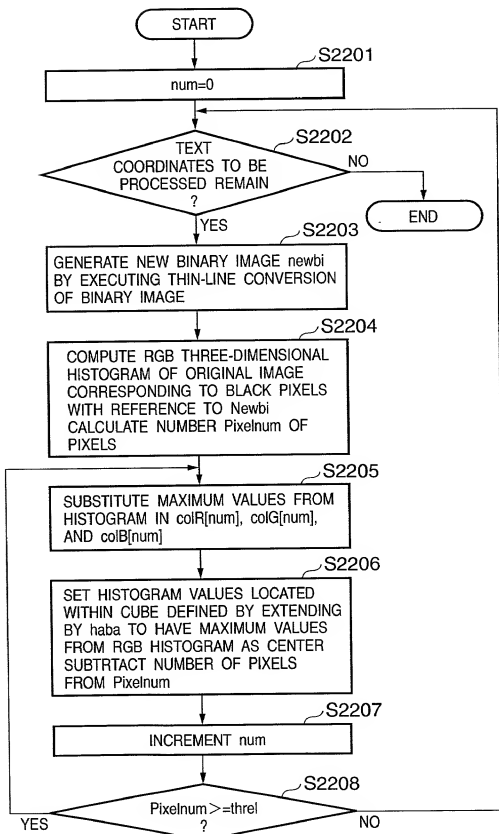 START
S2201
num=0
S2202
TEXT
COORDINATES TO BE
PROCESSED REMAIN
?
NO
YES
END
S2203
GENERATE NEW BINARY IMAGE newbi
BY EXECUTING THIN-LINE CONVERSION
OF BINARY IMAGE
S2204
COMPUTE RGB THREE-DIMENSIONAL
HISTOGRAM OF ORIGINAL IMAGE
CORRESPONDING TO BLACK PIXELS
WITH REFERENCE TO Newbi
CALCULATE NUMBER Pixelnum OF
PIXELS
S2205
SUBSTITUTE MAXIMUM VALUES FROM
HISTOGRAM IN colR[num], colG[num],
AND colB[num]
S2206
SET HISTOGRAM VALUES LOCATED
WITHIN CUBE DEFINED BY EXTENDING
BY haba TO HAVE MAXIMUM VALUES
FROM RGB HISTOGRAM AS CENTER
SUBTRTACT NUMBER OF PIXELS
FROM Pixelnum
S2207
INCREMENT num
S2208
Pixelnum>=threl
?
YES
NO